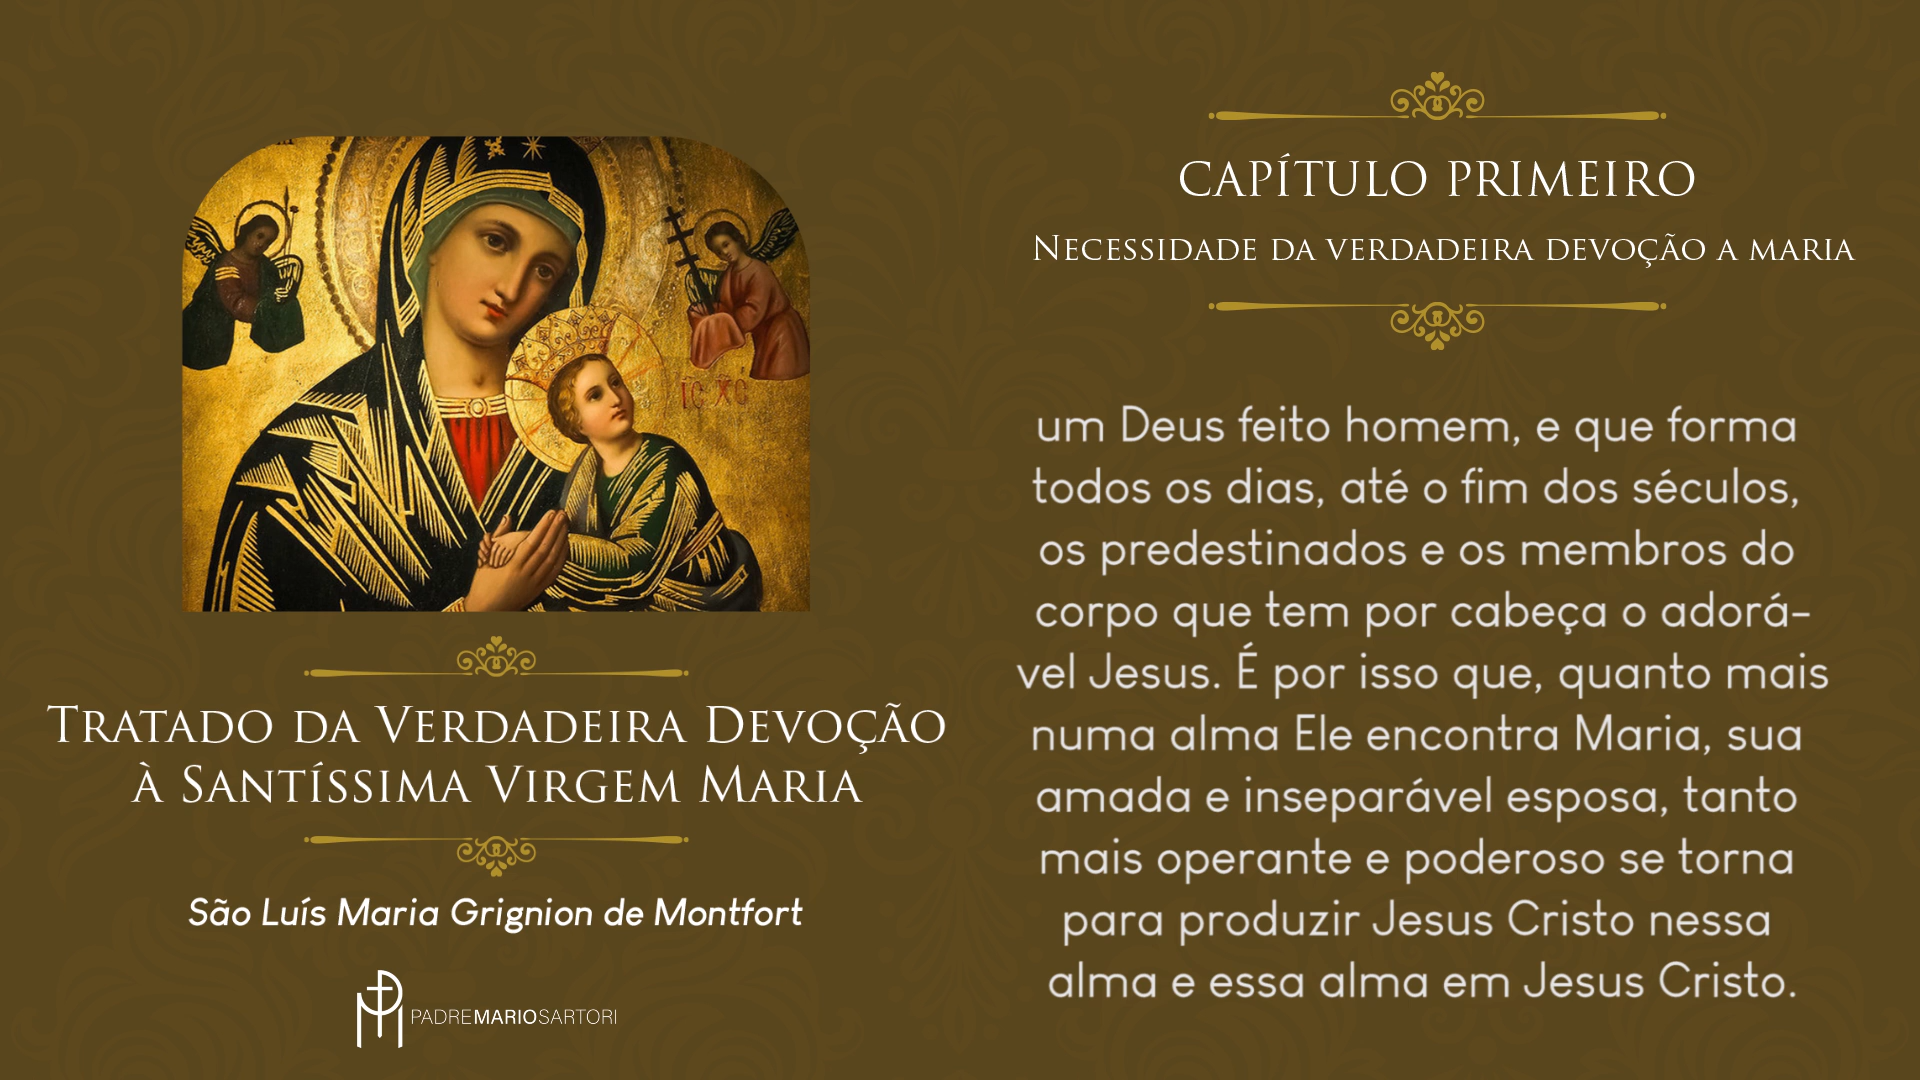 IC XC
TRATADO DA VERDADEIRA DEVOÇÃO
À SANTÍSSIMA VIRGEM MARIA
São Luís Maria Grignion de Montfort
PADREMARIOSARTORI
CAPÍTULO PRIMEIRO
NECESSIDADE DA VERDADEIRA DEVOÇÃO A MARIA
um Deus feito homem, e que forma
todos os dias, até o fim dos séculos,
os predestinados e os membros do
corpo que tem por cabeça o adorá-
vel Jesus. É por isso que, quanto mais
numa alma Ele encontra Maria, sua
amada e inseparável esposa, tanto
mais operante e poderoso se torna
para produzir Jesus Cristo nessa
alma e essa alma em Jesus Cristo.